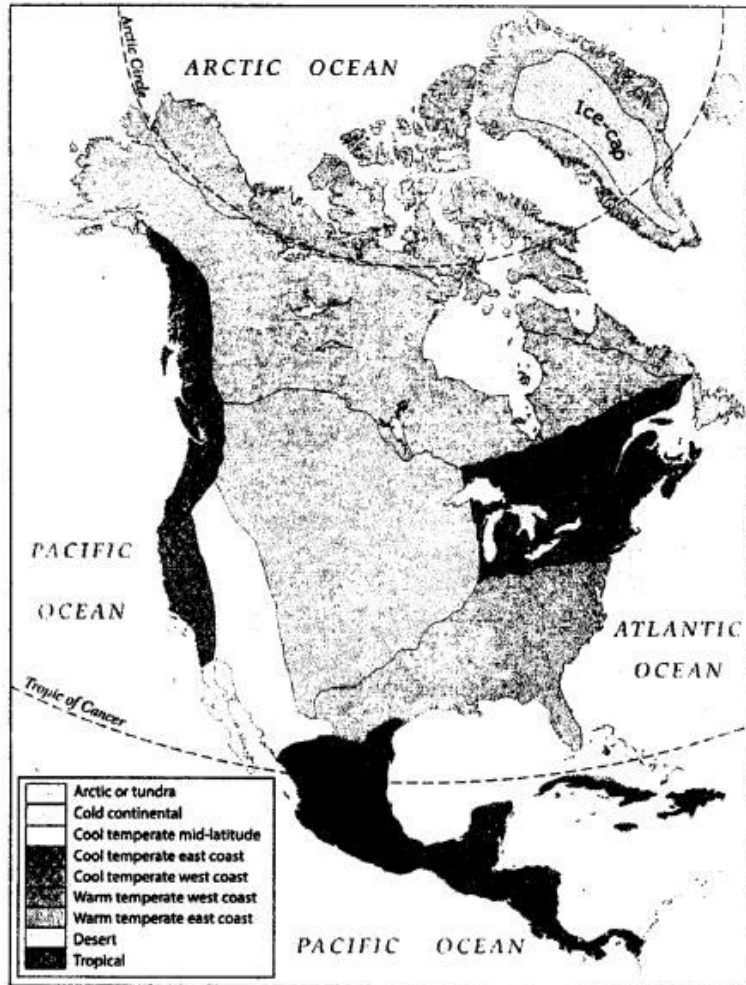 Arctic Circle
ARCTIC OCEAN
Ice-cap
PACIFIC
OCEAN
ATLANTIC
OCEAN
Tropic of Cancer
Arctic or tundra
Cold continental
Cool temperate mid-latitude
Cool temperate east coast
Cool temperate west coast
Warm temperate west coast
Warm temperate east coast
Desert
Tropical
PACIFIC OCEAN